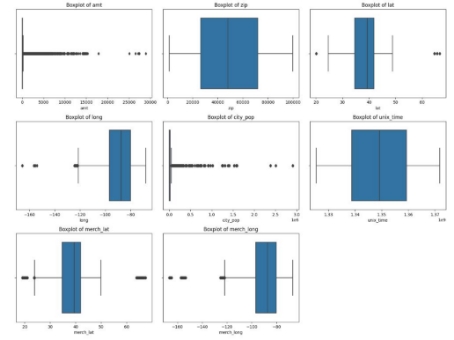 Boxplot of amt
Boxplot of zip
Boxplot of lat
0 5000 10000 15000 20000 25000 30000
0 20000 40000 60000 80000 100000
20 30 40 50 60
amt
zip
lat
Boxplot of long
Boxplot of city_pop
Boxplot of unix_time
−160 −140 −120 −100 −80
0.0 0.5 1.0 1.5 2.0 2.5 3.0
1.33 1.34 1.35 1.36 1.37
long
city_pop
1e6
unix_time
1e9
Boxplot of merch_lat
Boxplot of merch_long
20 30 40 50 60
−160 −140 −120 −100 −80
merch_lat
merch_long